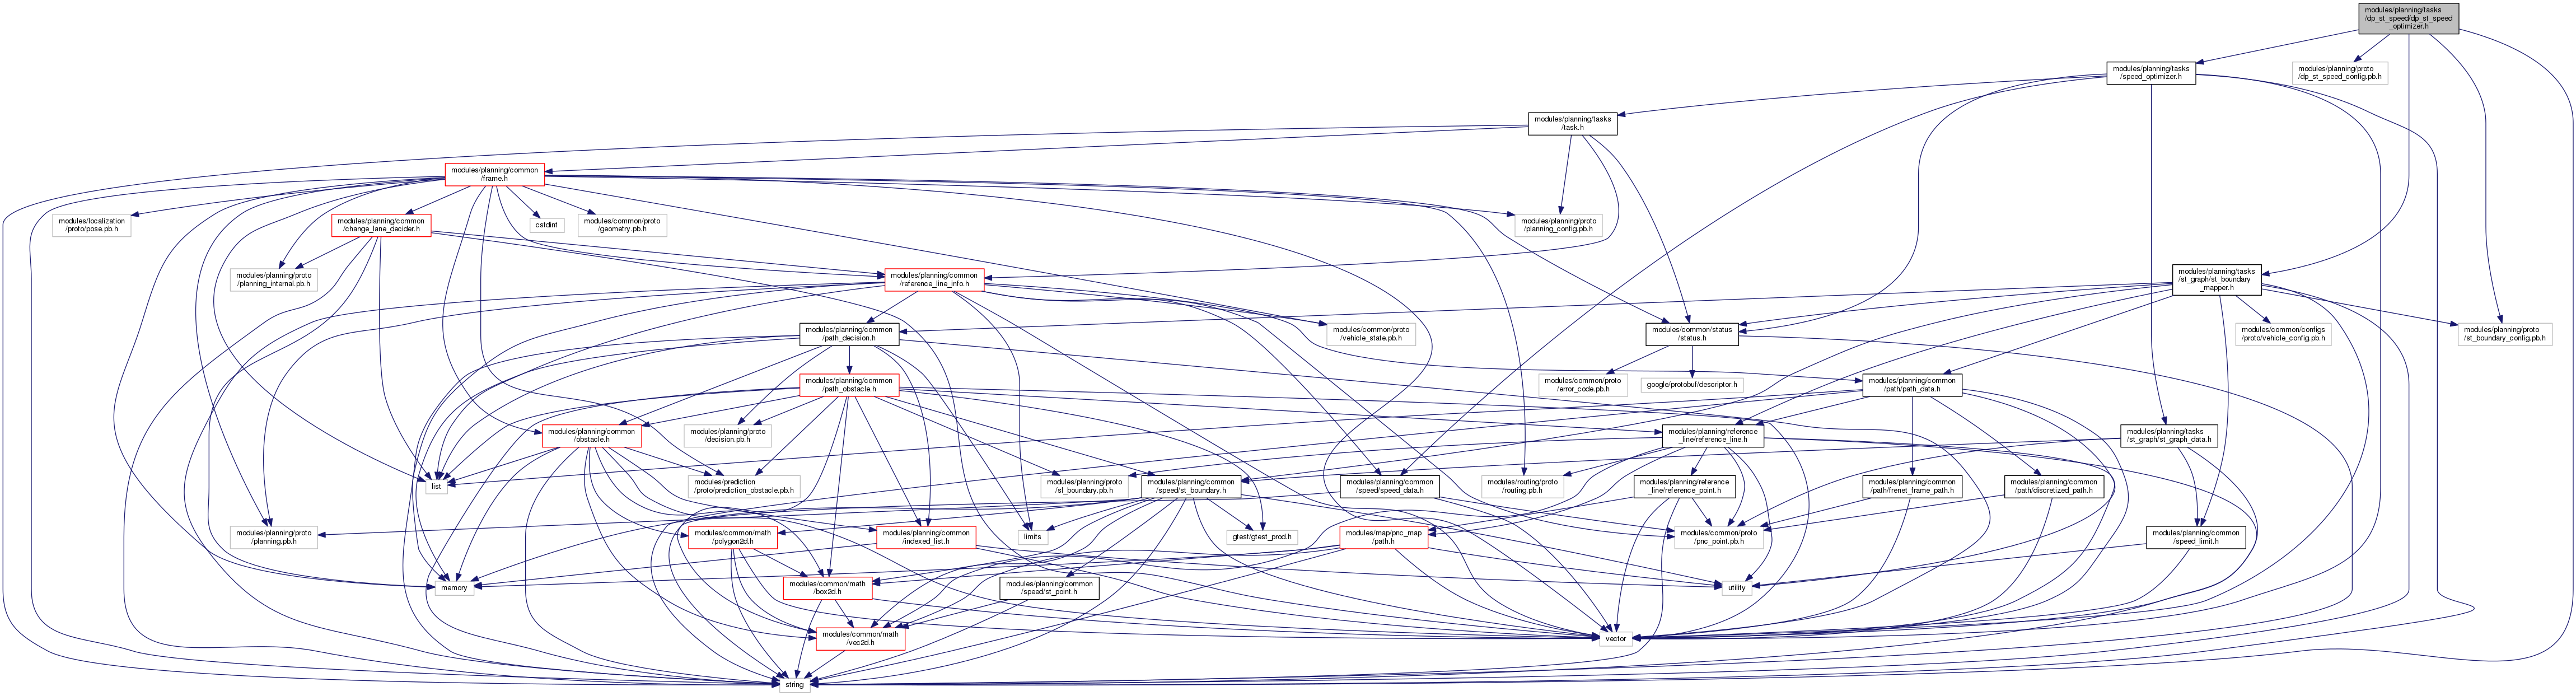 modules/planning/tasks
/dp_st_speed/dp_st_speed
_optimizer.h
modules/planning/tasks
/speed_optimizer.h
modules/planning/proto
/dp_st_speed_config.pb.h
modules/planning/tasks
/task.h
modules/planning/common
/frame.h
modules/localization
/proto/pose.pb.h
modules/planning/common
/change_lane_decider.h
cstdint
modules/common/proto
/geometry.pb.h
modules/planning/proto
/planning_config.pb.h
modules/planning/proto
/planning_internal.pb.h
modules/planning/common
/reference_line_info.h
modules/planning/tasks
/st_graph/st_boundary
_mapper.h
modules/planning/common
/path_decision.h
modules/common/proto
/vehicle_state.pb.h
modules/common/status
/status.h
modules/common/configs
/proto/vehicle_config.pb.h
modules/planning/proto
/st_boundary_config.pb.h
modules/planning/common
/path_obstacle.h
modules/common/proto
/error_code.pb.h
google/protobuf/descriptor.h
modules/planning/common
/path/path_data.h
modules/planning/common
/obstacle.h
modules/planning/proto
/decision.pb.h
modules/planning/reference
_line/reference_line.h
modules/planning/tasks
/st_graph/st_graph_data.h
list
modules/prediction
/proto/prediction_obstacle.pb.h
modules/planning/proto
/sl_boundary.pb.h
modules/planning/common
/speed/st_boundary.h
modules/planning/common
/speed/speed_data.h
modules/routing/proto
/routing.pb.h
modules/planning/reference
_line/reference_point.h
modules/planning/common
/path/frenet_frame_path.h
modules/planning/common
/path/discretized_path.h
modules/planning/proto
/planning.pb.h
modules/common/math
/polygon2d.h
modules/planning/common
/indexed_list.h
limits
gtest/gtest_prod.h
modules/map/pnc_map
/path.h
modules/common/proto
/pnc_point.pb.h
modules/planning/common
/speed_limit.h
memory
modules/common/math
/box2d.h
modules/planning/common
/speed/st_point.h
utility
modules/common/math
/vec2d.h
vector
string